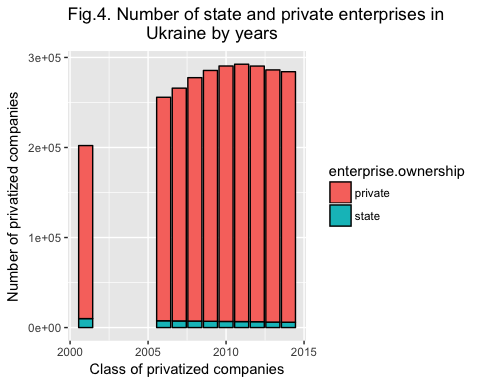 Fig.4. Number of state and private enterprises in
Ukraine by years
Number of privatized companies
3e+05
2e+05
1e+05
0e+00
2000
2005
2010
2015
Class of privatized companies
enterprise.ownership
private
state